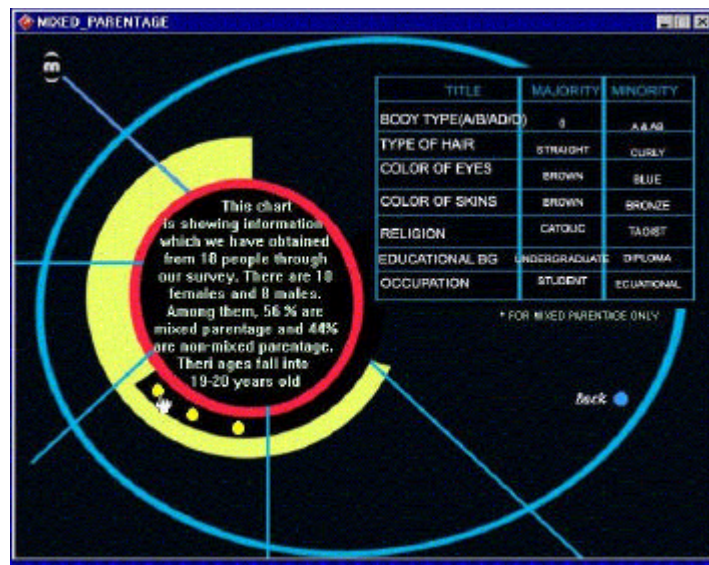 MIXED_PARENTAGE
m
TITLE MAJORITY MINORITY
BODY TYPE(A/B/AB/O) O A & AB
TYPE OF HAIR STRAIGHT CURLY
COLOR OF EYES BROWN BLUE
COLOR OF SKINS BROWN BRONZE
RELIGION CATOLIC TAOIST
EDUCATIONAL BG UNDERGRADUATE DIPLOMA
OCCUPATION STUDENT ECUATIONAL
* FOR MIXED PARENTAGE ONLY
This chart
is showing information
which we have obtained
from 18 people through
our survey. There are 10
females and 8 males.
Among them, 56 % are
mixed parentage and 44%
are non-mixed parentage.
Theri ages fall into
19-20 years old
Back